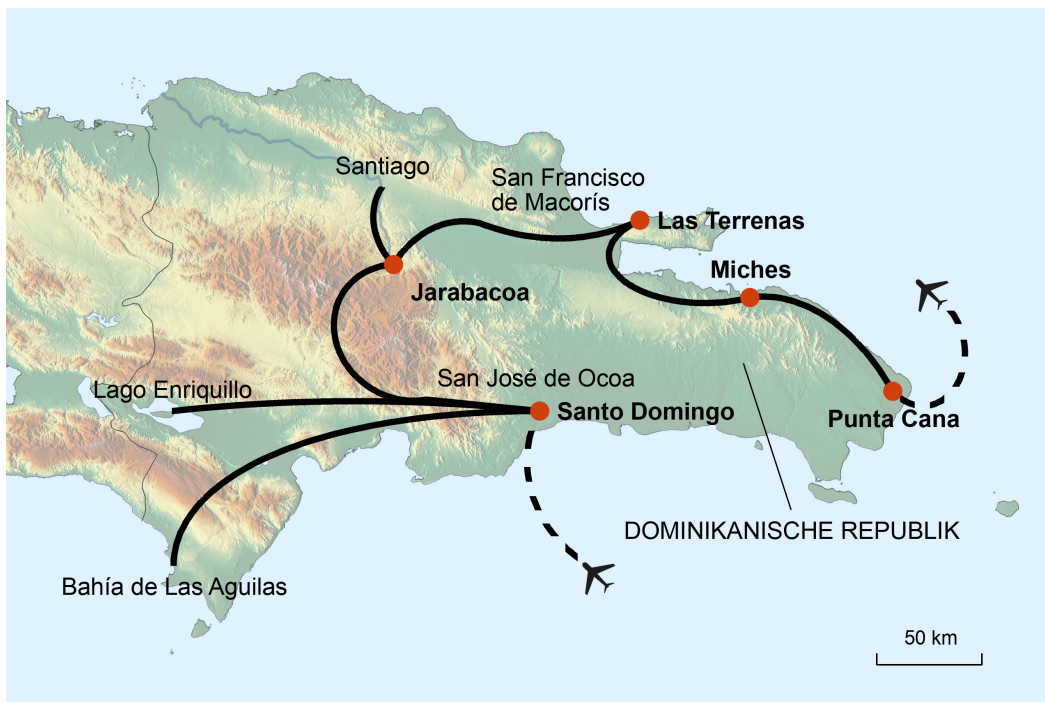 Santiago
San Francisco
de Macorís
Las Terrenas
Miches
Jarabacoa
San José de Ocoa
Lago Enriquillo
Santo Domingo
Punta Cana
DOMINIKANISCHE REPUBLIK
Bahía de Las Aguilas
50 km